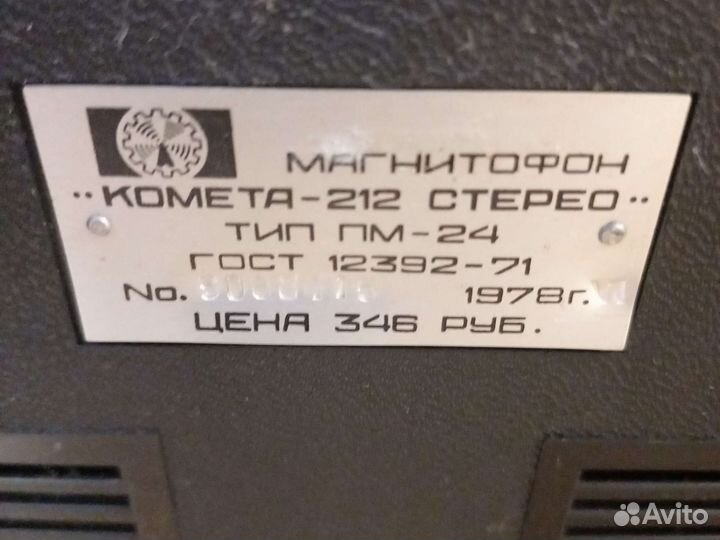 МАГНИТОФОН
"КОМЕТА-212 СТЕРЕО"
ТИП ПМ-24
ГОСТ 12392-71
No. 1978г.
ЦЕНА 346 РУБ.
Avito